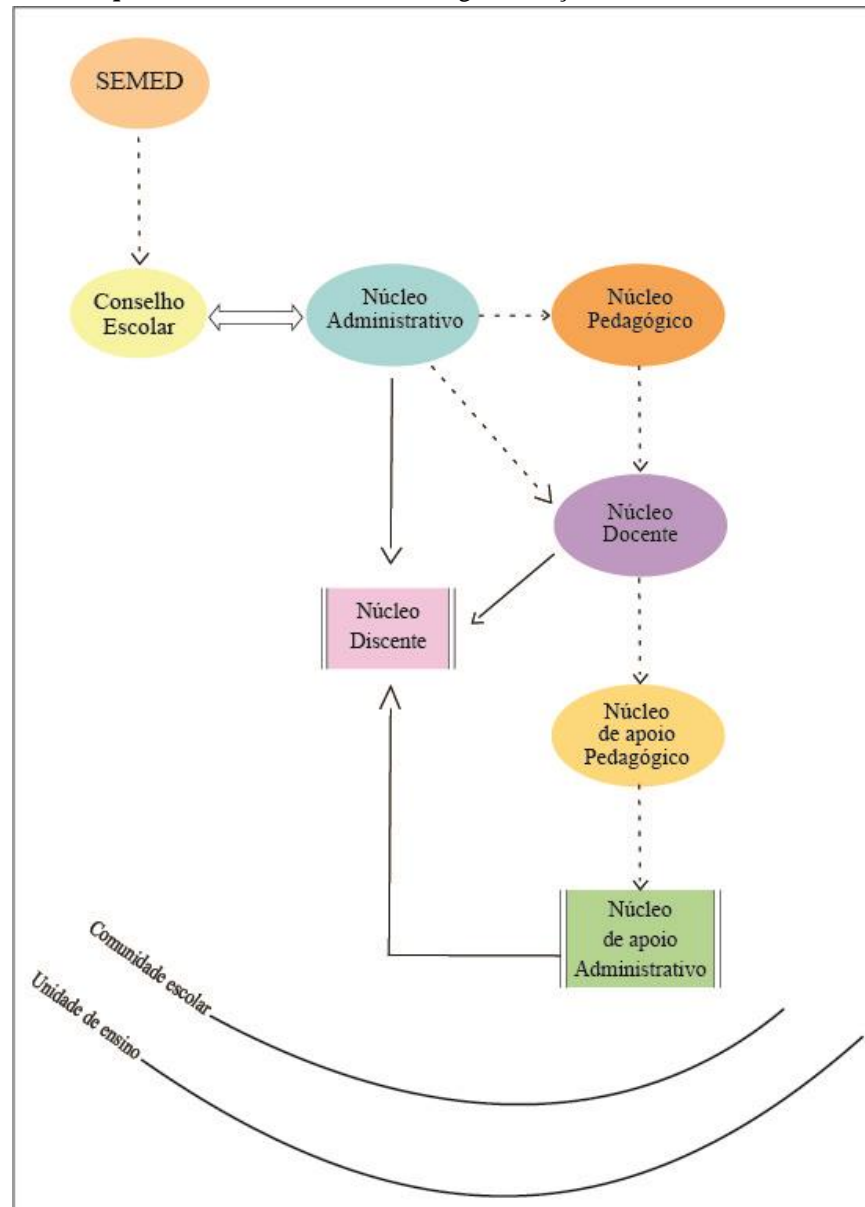 SEMED
Conselho
Escolar
Núcleo
Administrativo
Núcleo
Pedagógico
Núcleo
Docente
Núcleo
Discente
Núcleo
de apoio
Pedagógico
Núcleo
de apoio
Administrativo
Comunidade escolar
Unidade de ensino